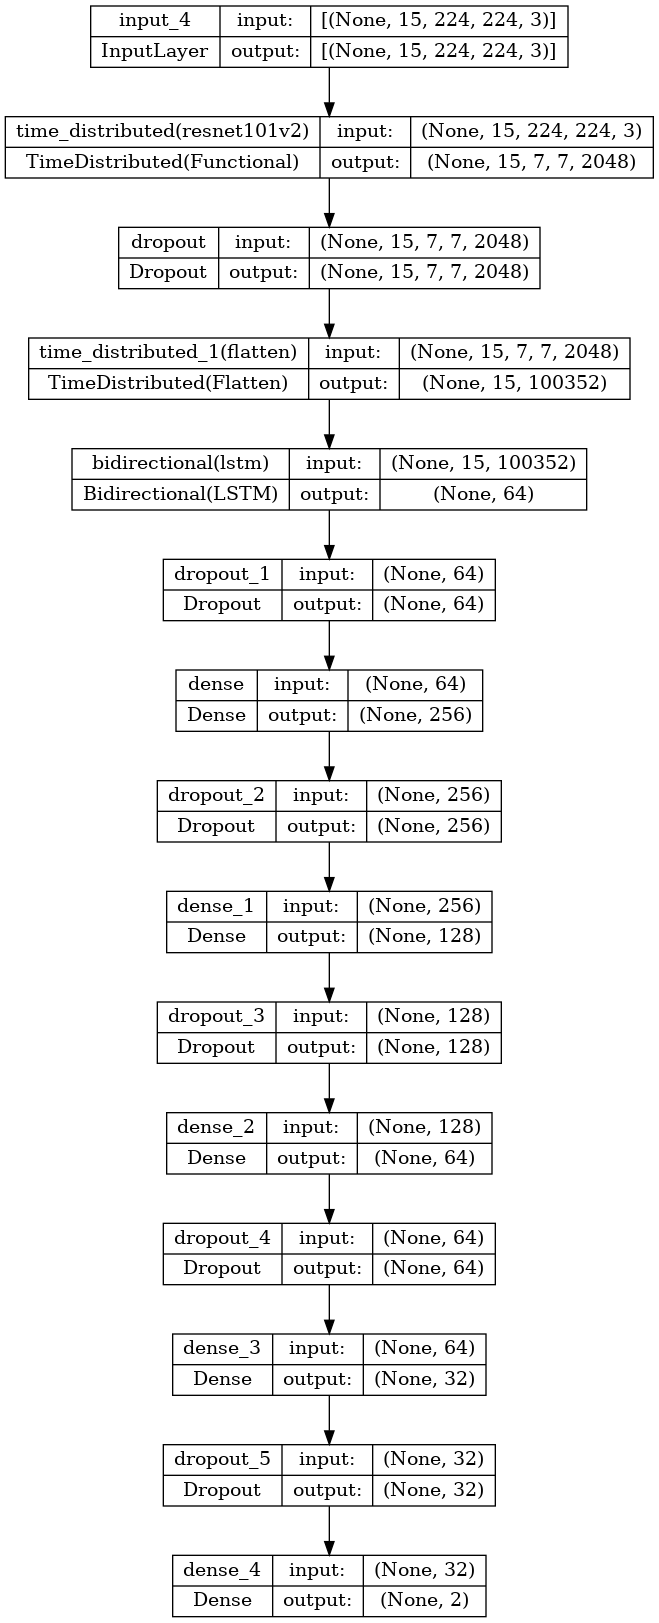 input_4 input: [(None, 15, 224, 224, 3)]
InputLayer output: [(None, 15, 224, 224, 3)]
time_distributed(resnet101v2) input: (None, 15, 224, 224, 3)
TimeDistributed(Functional) output: (None, 15, 7, 7, 2048)
dropout input: (None, 15, 7, 7, 2048)
Dropout output: (None, 15, 7, 7, 2048)
time_distributed_1(flatten) input: (None, 15, 7, 7, 2048)
TimeDistributed(Flatten) output: (None, 15, 100352)
bidirectional(lstm) input: (None, 15, 100352)
Bidirectional(LSTM) output: (None, 64)
dropout_1 input: (None, 64)
Dropout output: (None, 64)
dense input: (None, 64)
Dense output: (None, 256)
dropout_2 input: (None, 256)
Dropout output: (None, 256)
dense_1 input: (None, 256)
Dense output: (None, 128)
dropout_3 input: (None, 128)
Dropout output: (None, 128)
dense_2 input: (None, 128)
Dense output: (None, 64)
dropout_4 input: (None, 64)
Dropout output: (None, 64)
dense_3 input: (None, 64)
Dense output: (None, 32)
dropout_5 input: (None, 32)
Dropout output: (None, 32)
dense_4 input: (None, 32)
Dense output: (None, 2)